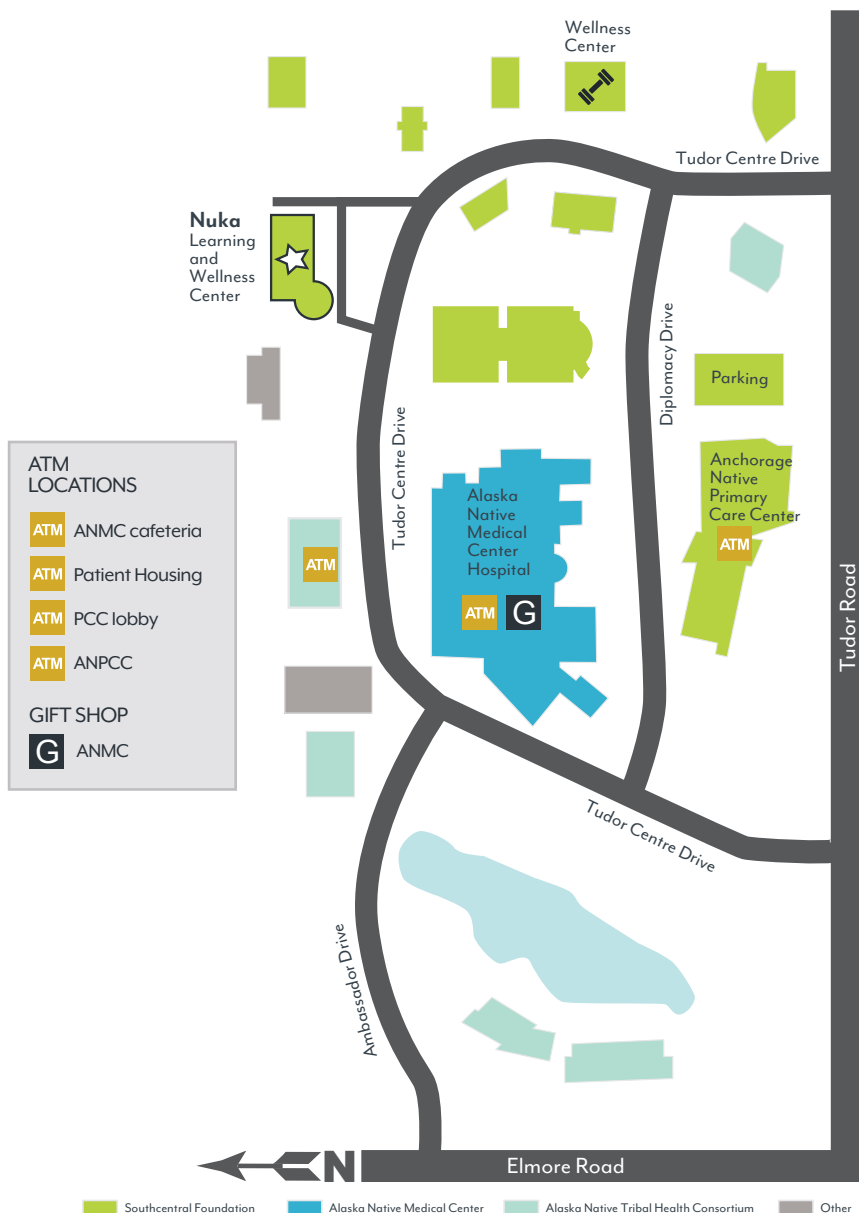 Wellness
Center
Tudor Centre Drive
Nuka
Learning
and
Wellness
Center
Diplomacy Drive
Parking
Tudor Centre Drive
ATM
LOCATIONS
ATM ANMC cafeteria
ATM Patient Housing
ATM PCC lobby
ATM ANPCC
GIFT SHOP
G ANMC
Alaska
Native
Medical
Center
Hospital
ATM G
Anchorage
Native
Primary
Care Center
ATM
ATM
Tudor Road
Tudor Centre Drive
Ambassador Drive
N
Elmore Road
Southcentral Foundation
Alaska Native Medical Center
Alaska Native Tribal Health Consortium
Other